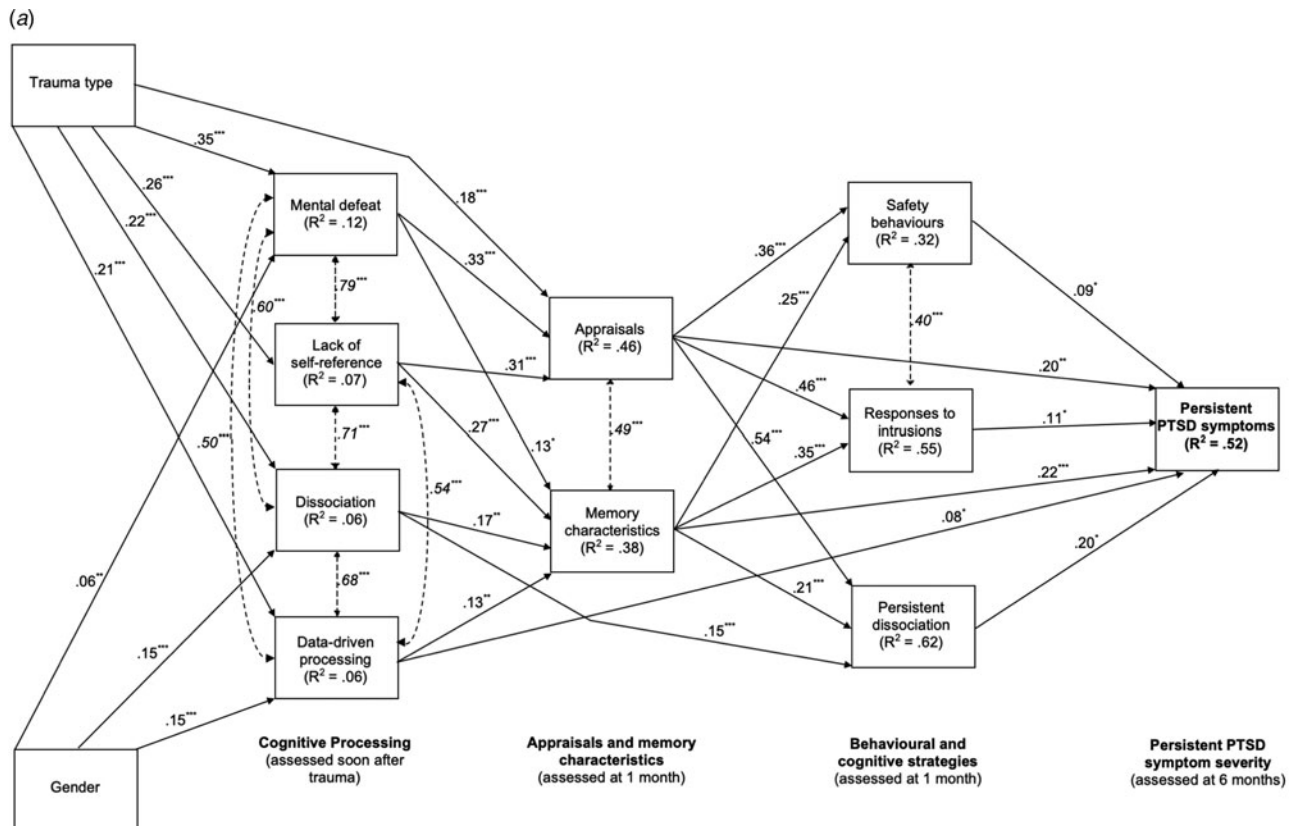 (a)
Trauma type
.35***
.26***
.22***
.21***
.18***
Mental defeat
(R² = .12)
.33***
.79***
.60***
Lack of
self-reference
(R² = .07)
.31***
.27***
.13*
.71***
.50***
.54***
Dissociation
(R² = .06)
.17**
.68***
.13**
.15***
.06**
.15***
.15***
Data-driven
processing
(R² = .06)
Gender
Appraisals
(R² = .46)
.49***
Memory
characteristics
(R² = .38)
.36***
.25***
.46***
.54***
.35***
.21***
.20**
.22***
.08*
Safety
behaviours
(R² = .32)
.09*
.40***
Responses to
intrusions
(R² = .55)
.11*
Persistent
dissociation
(R² = .62)
.20*
Persistent
PTSD symptoms
(R² = .52)
Cognitive Processing
(assessed soon after
trauma)
Appraisals and memory
characteristics
(assessed at 1 month)
Behavioural and
cognitive strategies
(assessed at 1 month)
Persistent PTSD
symptom severity
(assessed at 6 months)